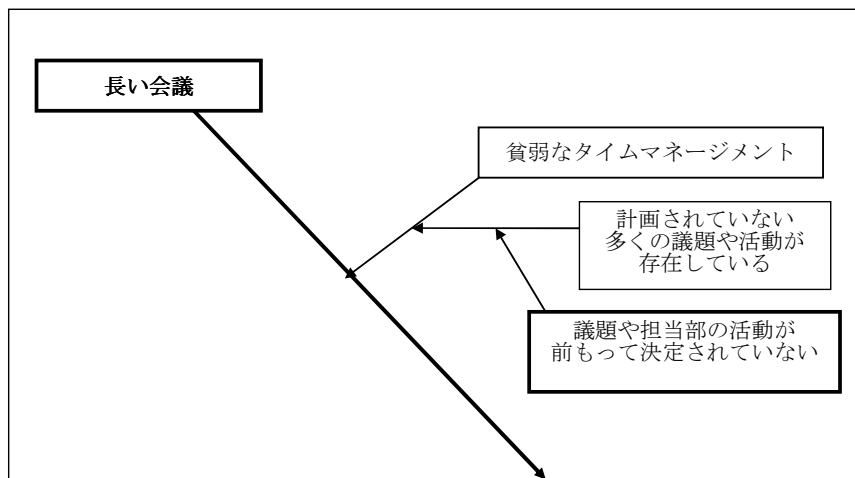 長い会議
貧弱なタイムマネージメント
計画されていない
多くの議題や活動が
存在している
議題や担当部の活動が
前もって決定されていない